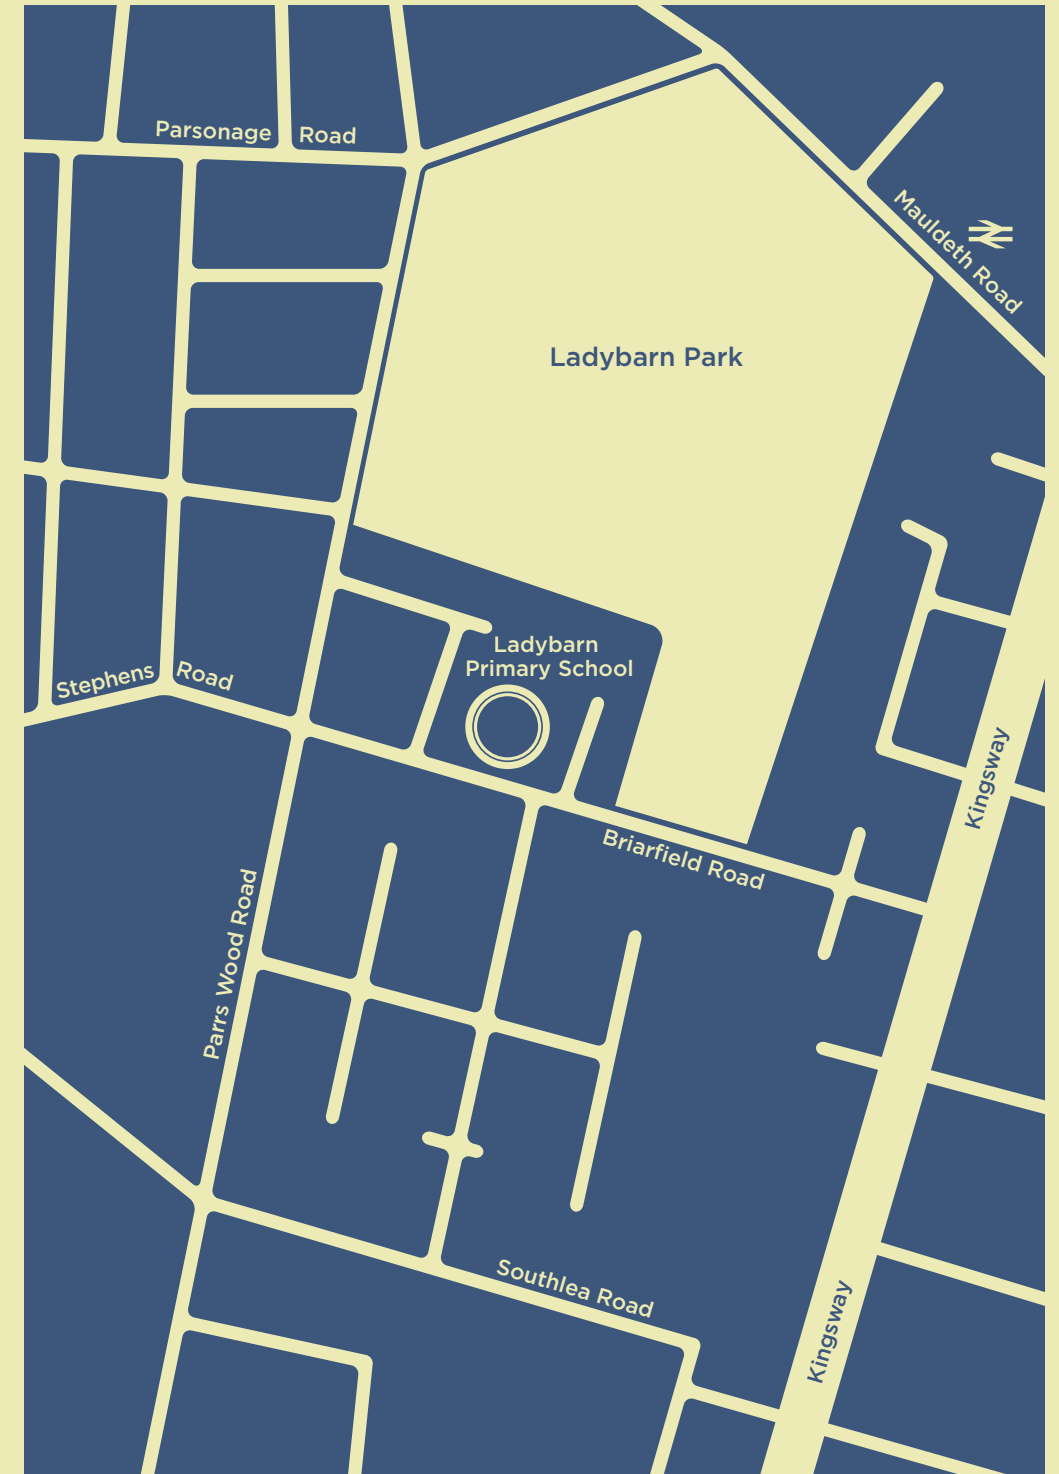 Parsonage Road
Mauldeth Road
Ladybarn Park
Ladybarn
Primary School
Stephens Road
Kingsway
Briarfield Road
Parrs Wood Road
Southlea Road
Kingsway